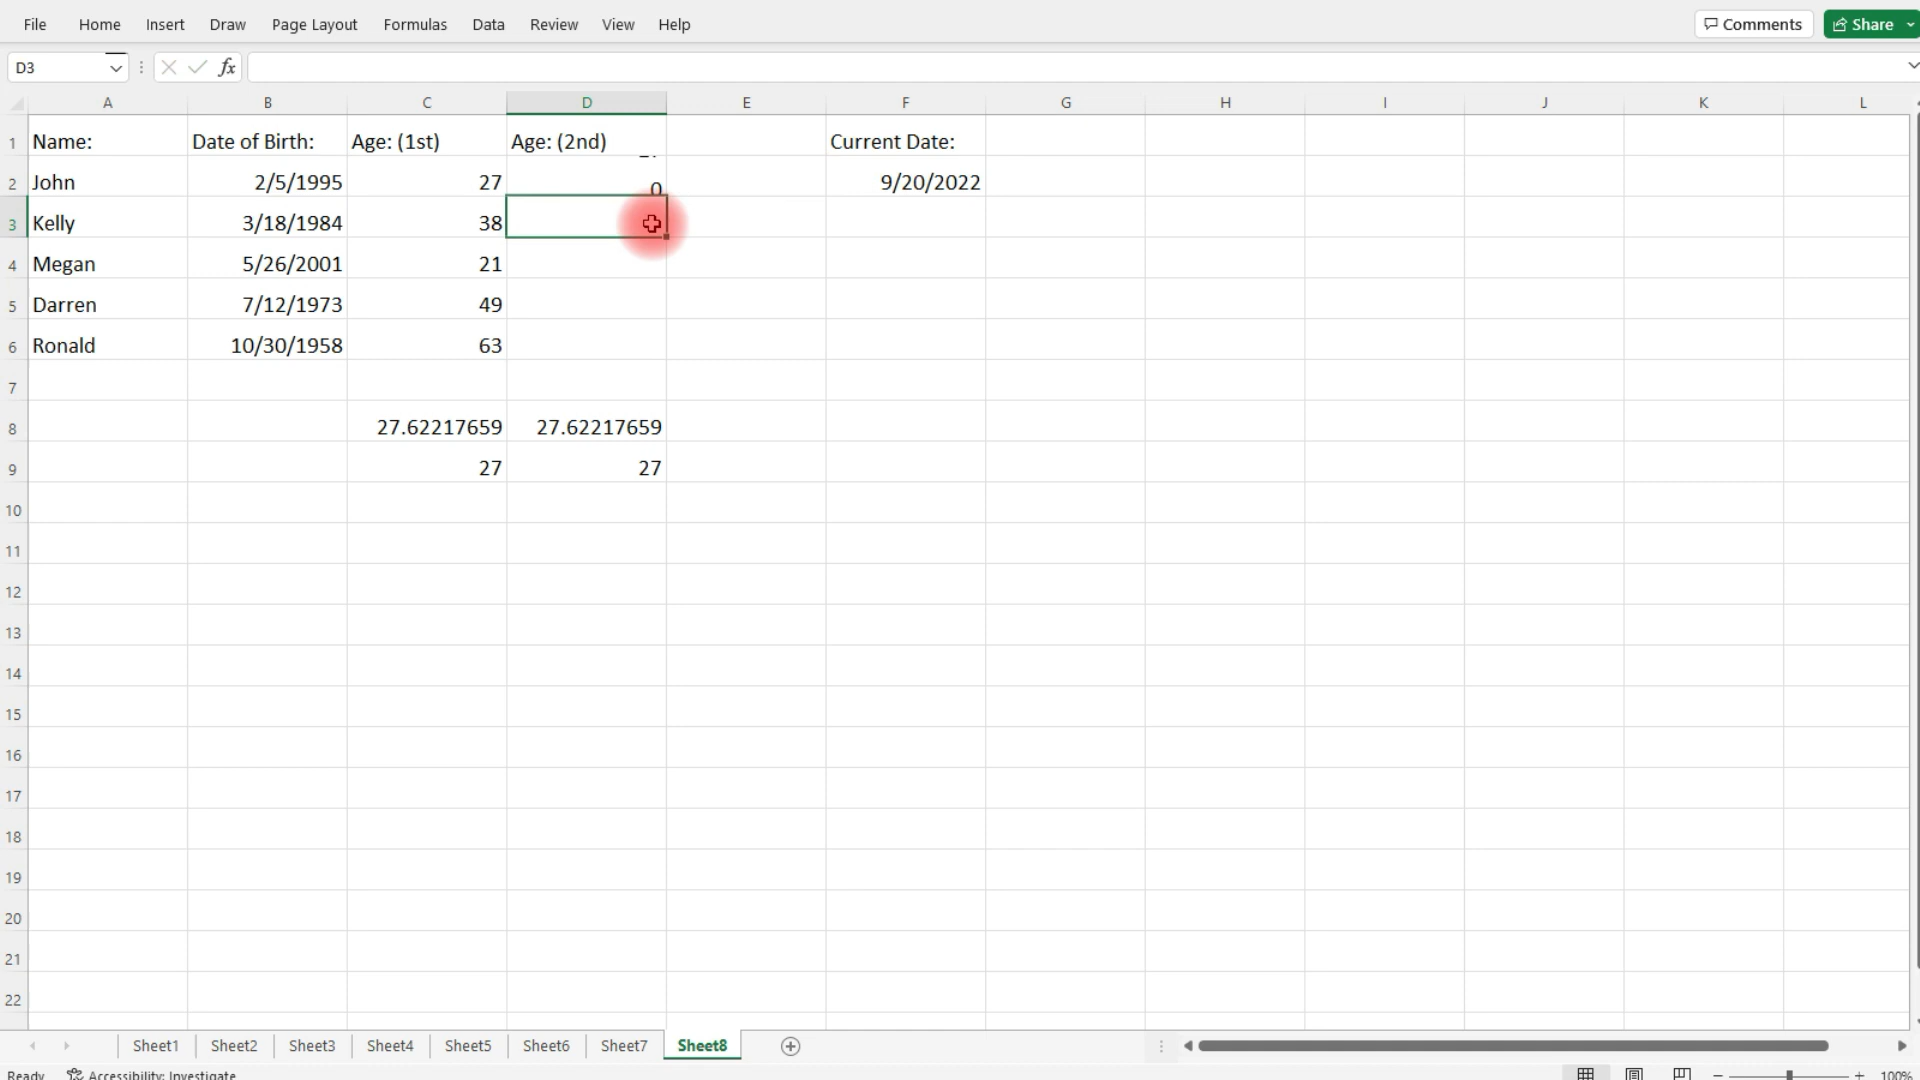 File Home Insert Draw Page Layout Formulas Data Review View Help Comments Share
D3 fx
A B C D E F G H I J K L
1 Name: Date of Birth: Age: (1st) Age: (2nd) Current Date:
2 John 2/5/1995 27 0 9/20/2022
3 Kelly 3/18/1984 38
4 Megan 5/26/2001 21
5 Darren 7/12/1973 49
6 Ronald 10/30/1958 63
7
8 27.62217659 27.62217659
9 27 27
10
11
12
13
14
15
16
17
18
19
20
21
22
Sheet1 Sheet2 Sheet3 Sheet4 Sheet5 Sheet6 Sheet7 Sheet8
Ready Accessibility: Investigate 100%